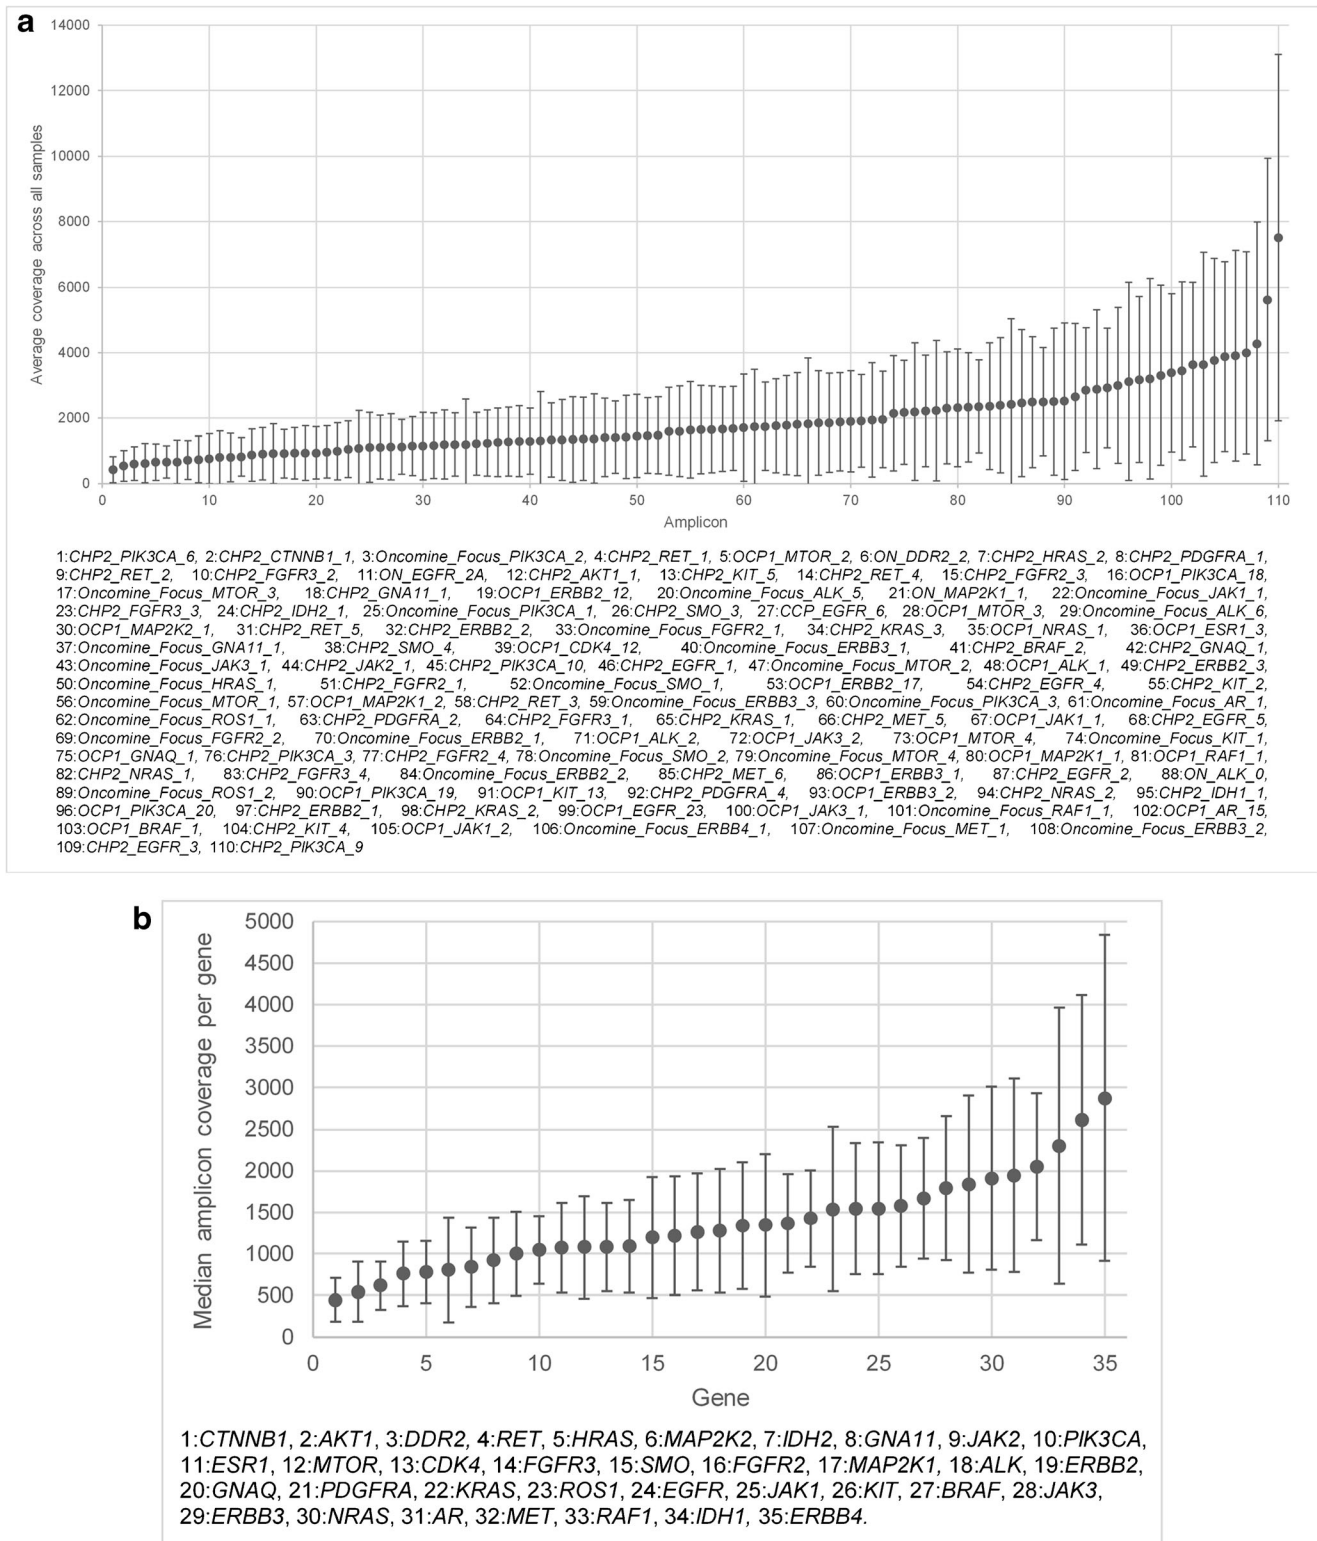 a
14000
12000
10000
8000
6000
4000
2000
0
Average coverage across all samples
0 10 20 30 40 50 60 70 80 90 100 110
Amplicon
1:CHP2_PIK3CA_6, 2:CHP2_CTNNB1_1, 3:Oncomine_Focus_PIK3CA_2, 4:CHP2_RET_1, 5:OCP1_MTOR_2, 6:ON_DDR2_2, 7:CHP2_HRAS_2, 8:CHP2_PDGFRA_1,
9:CHP2_RET_2, 10:CHP2_FGFR3_2, 11:ON_EGFR_2A, 12:CHP2_AKT1_1, 13:CHP2_KIT_5, 14:CHP2_RET_4, 15:CHP2_FGFR2_3, 16:OCP1_PIK3CA_18,
17:Oncomine_Focus_MTOR_3, 18:CHP2_GNA11_1, 19:OCP1_ERBB2_12, 20:Oncomine_Focus_ALK_5, 21:ON_MAP2K1_1, 22:Oncomine_Focus_JAK1_1,
23:CHP2_FGFR3_3, 24:CHP2_IDH2_1, 25:Oncomine_Focus_PIK3CA_1, 26:CHP2_SMO_3, 27:CCP_EGFR_6, 28:OCP1_MTOR_3, 29:Oncomine_Focus_ALK_6,
30:OCP1_MAP2K2_1, 31:CHP2_RET_5, 32:CHP2_ERBB2_2, 33:Oncomine_Focus_FGFR2_1, 34:CHP2_KRAS_3, 35:OCP1_NRAS_1, 36:OCP1_ESR1_3,
37:Oncomine_Focus_GNA11_1, 38:CHP2_SMO_4, 39:OCP1_CDK4_12, 40:Oncomine_Focus_ERBB3_1, 41:CHP2_BRAF_2, 42:CHP2_GNAQ_1,
43:Oncomine_Focus_JAK3_1, 44:CHP2_JAK2_1, 45:CHP2_PIK3CA_10, 46:CHP2_EGFR_1, 47:Oncomine_Focus_MTOR_2, 48:OCP1_ALK_1, 49:CHP2_ERBB2_3,
50:Oncomine_Focus_HRAS_1, 51:CHP2_FGFR2_1, 52:Oncomine_Focus_SMO_1, 53:OCP1_ERBB2_17, 54:CHP2_EGFR_4, 55:CHP2_KIT_2,
56:Oncomine_Focus_MTOR_1, 57:OCP1_MAP2K1_2, 58:CHP2_RET_3, 59:Oncomine_Focus_ERBB3_3, 60:Oncomine_Focus_PIK3CA_3, 61:Oncomine_Focus_AR_1,
62:Oncomine_Focus_ROS1_1, 63:CHP2_PDGFRA_2, 64:CHP2_FGFR3_1, 65:CHP2_KRAS_1, 66:CHP2_MET_5, 67:OCP1_JAK1_1, 68:CHP2_EGFR_5,
69:Oncomine_Focus_FGFR2_2, 70:Oncomine_Focus_ERBB2_1, 71:OCP1_ALK_2, 72:OCP1_JAK3_2, 73:OCP1_MTOR_4, 74:Oncomine_Focus_KIT_1,
75:OCP1_GNAQ_1, 76:CHP2_PIK3CA_3, 77:CHP2_FGFR2_4, 78:Oncomine_Focus_SMO_2, 79:Oncomine_Focus_MTOR_4, 80:OCP1_MAP2K1_1, 81:OCP1_RAF1_1,
82:CHP2_NRAS_1, 83:CHP2_FGFR3_4, 84:Oncomine_Focus_ERBB2_2, 85:CHP2_MET_6, 86:OCP1_ERBB3_1, 87:CHP2_EGFR_2, 88:ON_ALK_0,
89:Oncomine_Focus_ROS1_2, 90:OCP1_PIK3CA_19, 91:OCP1_KIT_13, 92:CHP2_PDGFRA_4, 93:OCP1_ERBB3_2, 94:CHP2_NRAS_2, 95:CHP2_IDH1_1,
96:OCP1_PIK3CA_20, 97:CHP2_ERBB2_1, 98:CHP2_KRAS_2, 99:OCP1_EGFR_23, 100:OCP1_JAK3_1, 101:Oncomine_Focus_RAF1_1, 102:OCP1_AR_15,
103:OCP1_BRAF_1, 104:CHP2_KIT_4, 105:OCP1_JAK1_2, 106:Oncomine_Focus_ERBB4_1, 107:Oncomine_Focus_MET_1, 108:Oncomine_Focus_ERBB3_2,
109:CHP2_EGFR_3, 110:CHP2_PIK3CA_9
b
5000
4500
4000
3500
3000
2500
2000
1500
1000
500
0
Median amplicon coverage per gene
0 5 10 15 20 25 30 35
Gene
1:CTNNB1, 2:AKT1, 3:DDR2, 4:RET, 5:HRAS, 6:MAP2K2, 7:IDH2, 8:GNA11, 9:JAK2, 10:PIK3CA,
11:ESR1, 12:MTOR, 13:CDK4, 14:FGFR3, 15:SMO, 16:FGFR2, 17:MAP2K1, 18:ALK, 19:ERBB2,
20:GNAQ, 21:PDGFRA, 22:KRAS, 23:ROS1, 24:EGFR, 25:JAK1, 26:KIT, 27:BRAF, 28:JAK3,
29:ERBB3, 30:NRAS, 31:AR, 32:MET, 33:RAF1, 34:IDH1, 35:ERBB4.